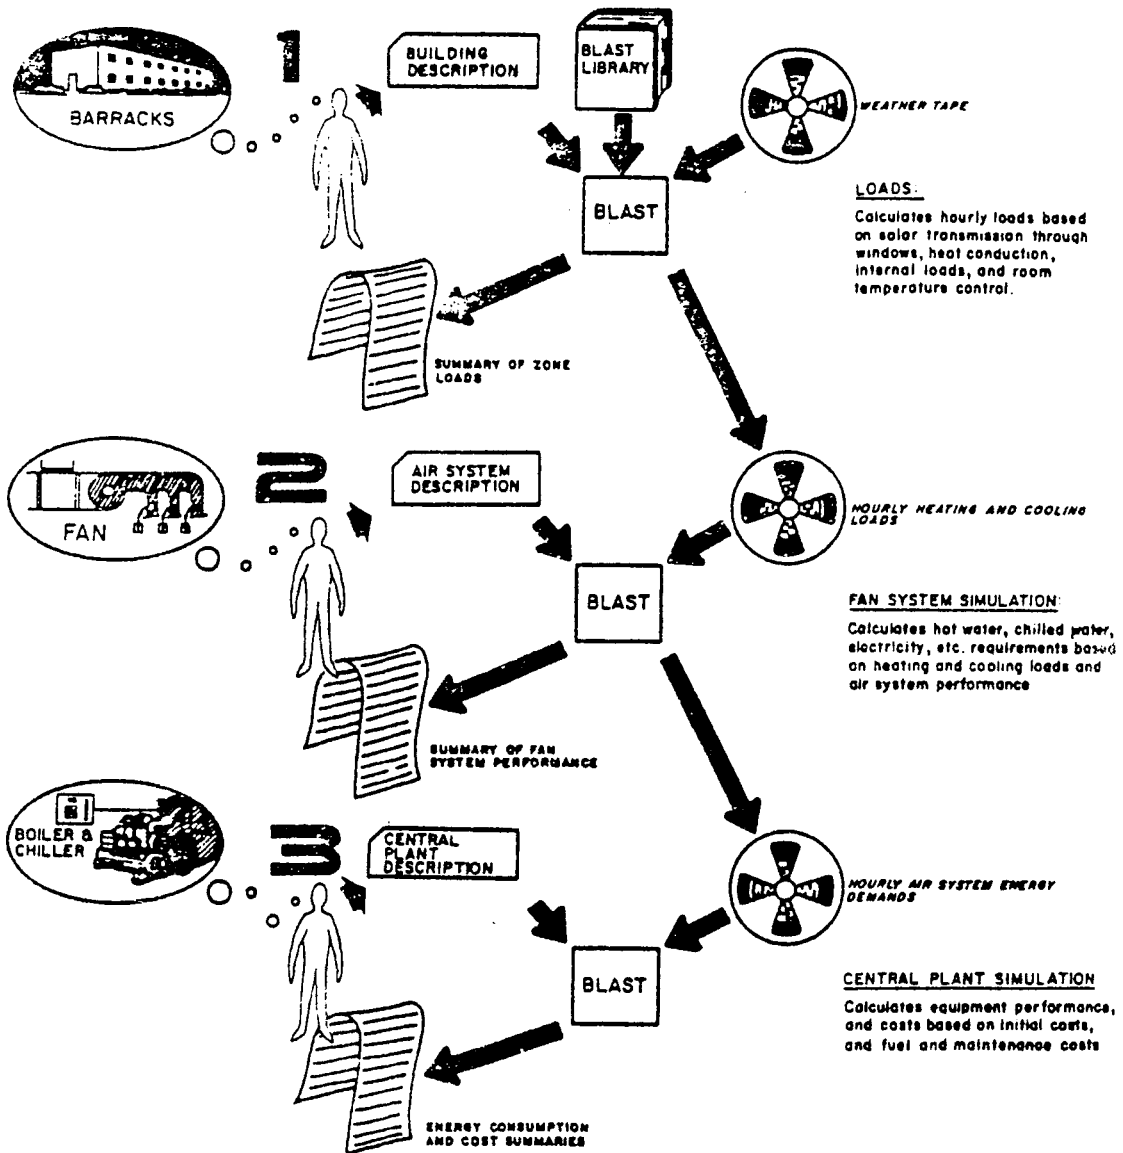 1
BUILDING
DESCRIPTION
BLAST
LIBRARY
BARRACKS
WEATHER TAPE
BLAST
LOADS:
Calculates hourly loads based
on solar transmission through
windows, heat conduction,
internal loads, and room
temperature control.
SUMMARY OF ZONE
LOADS
2
AIR SYSTEM
DESCRIPTION
FAN
HOURLY HEATING AND COOLING
LOADS
BLAST
FAN SYSTEM SIMULATION:
Calculates hot water, chilled water,
electricity, etc. requirements based
on heating and cooling loads and
air system performance
SUMMARY OF FAN
SYSTEM PERFORMANCE
BOILER &
CHILLER
3
CENTRAL
PLANT
DESCRIPTION
HOURLY AIR SYSTEM ENERGY
DEMANDS
BLAST
CENTRAL PLANT SIMULATION
Calculates equipment performance,
and costs based on initial costs,
and fuel and maintenance costs
ENERGY CONSUMPTION
AND COST SUMMARIES